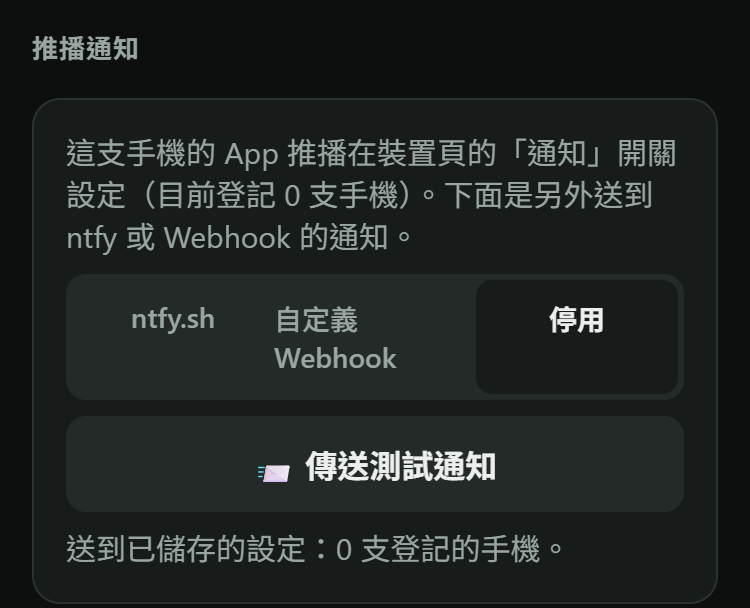 推播通知
這支手機的 App 推播在裝置頁的「通知」開關
設定（目前登記 0 支手機）。下面是另外送到
ntfy 或 Webhook 的通知。
ntfy.sh
自定義
Webhook
停用
傳送測試通知
送到已儲存的設定：0 支登記的手機。